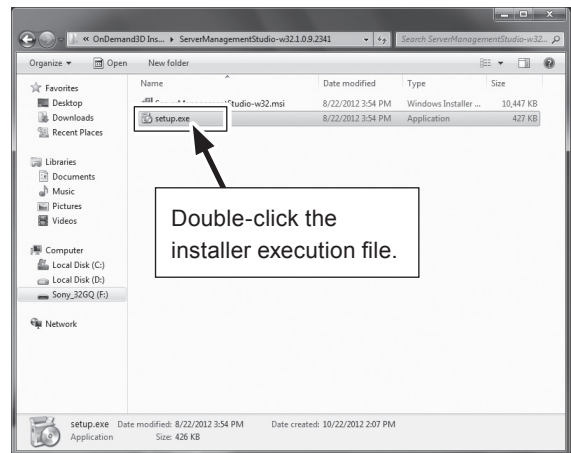 « OnDemand3D Ins... ▸ ServerManagementStudio-w32.1.0.9.2341
Search ServerManagementStudio-w32...
Organize Open New folder
Name Date modified Type Size
Favorites
Desktop
Downloads
Recent Places
ServerManagementStudio-w32.msi 8/22/2012 3:54 PM Windows Installer ... 10,447 KB
setup.exe 8/22/2012 3:54 PM Application 427 KB
Libraries
Documents
Music
Pictures
Videos
Computer
Local Disk (C:)
Local Disk (D:)
Sony_32GQ (F:)
Network
Double-click the
installer execution file.
setup.exe Date modified: 8/22/2012 3:54 PM Date created: 10/22/2012 2:07 PM
Application Size: 426 KB